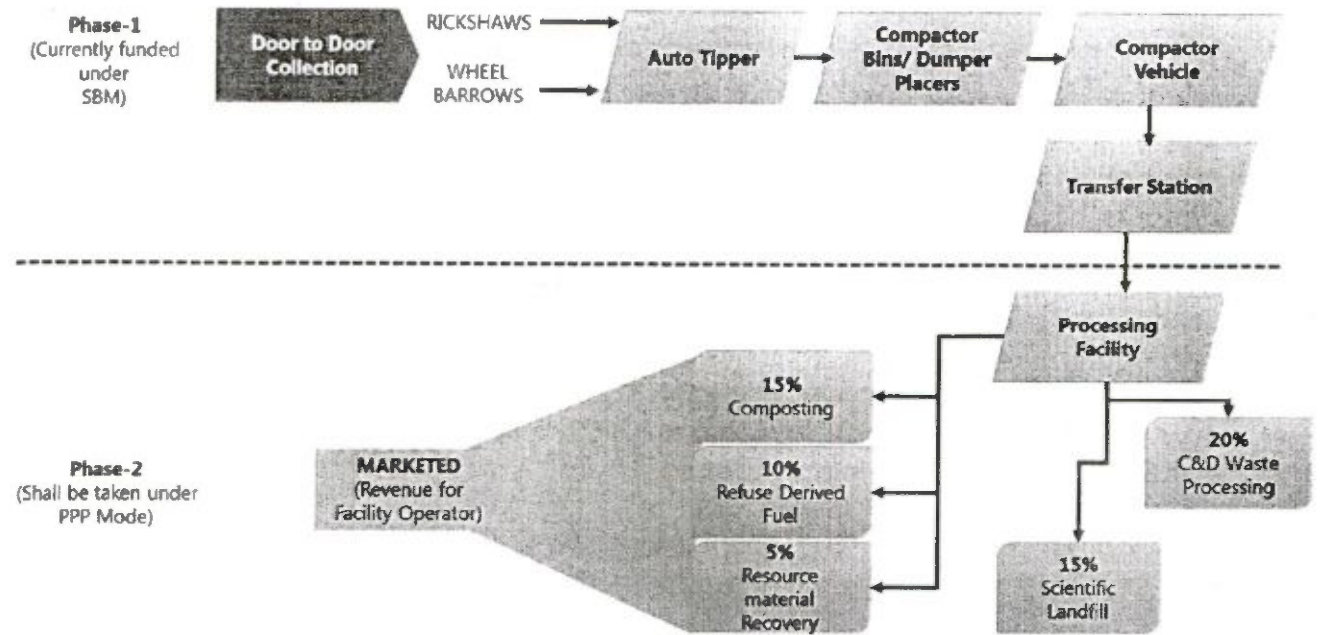 Phase-1
(Currently funded
under
SBM)
Door to Door
Collection
RICKSHAWS
WHEEL
BARROWS
Auto Tipper
Compactor
Bins/ Dumper
Placers
Compactor
Vehicle
Transfer Station
Processing
Facility
Phase-2
(Shall be taken under
PPP Mode)
MARKETED
(Revenue for
Facility Operator)
15%
Composting
10%
Refuse Derived
Fuel
5%
Resource
material
Recovery
20%
C&D Waste
Processing
15%
Scientific
Landfill